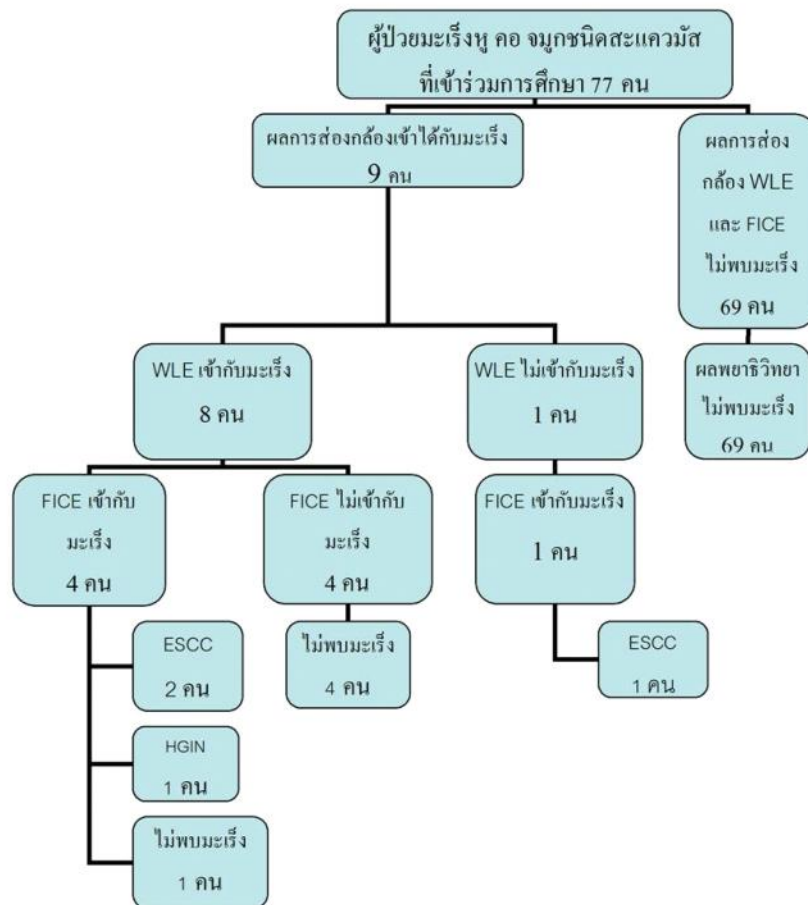 ผู้ป่วยมะเร็งหู คอ จมูกชนิดสะแควมัส
ที่เข้าร่วมการศึกษา 77 คน
ผลการส่องกล้องเข้าได้กับมะเร็ง
9 คน
ผลการส่อง
กล้อง WLE
และ FICE
ไม่พบมะเร็ง
69 คน
WLE เข้ากับมะเร็ง
8 คน
WLE ไม่เข้ากับมะเร็ง
1 คน
ผลพยาธิวิทยา
ไม่พบมะเร็ง
69 คน
FICE เข้ากับ
มะเร็ง
4 คน
FICE ไม่เข้ากับ
มะเร็ง
4 คน
FICE เข้ากับมะเร็ง
1 คน
ESCC
2 คน
ไม่พบมะเร็ง
4 คน
ESCC
1 คน
HGIN
1 คน
ไม่พบมะเร็ง
1 คน